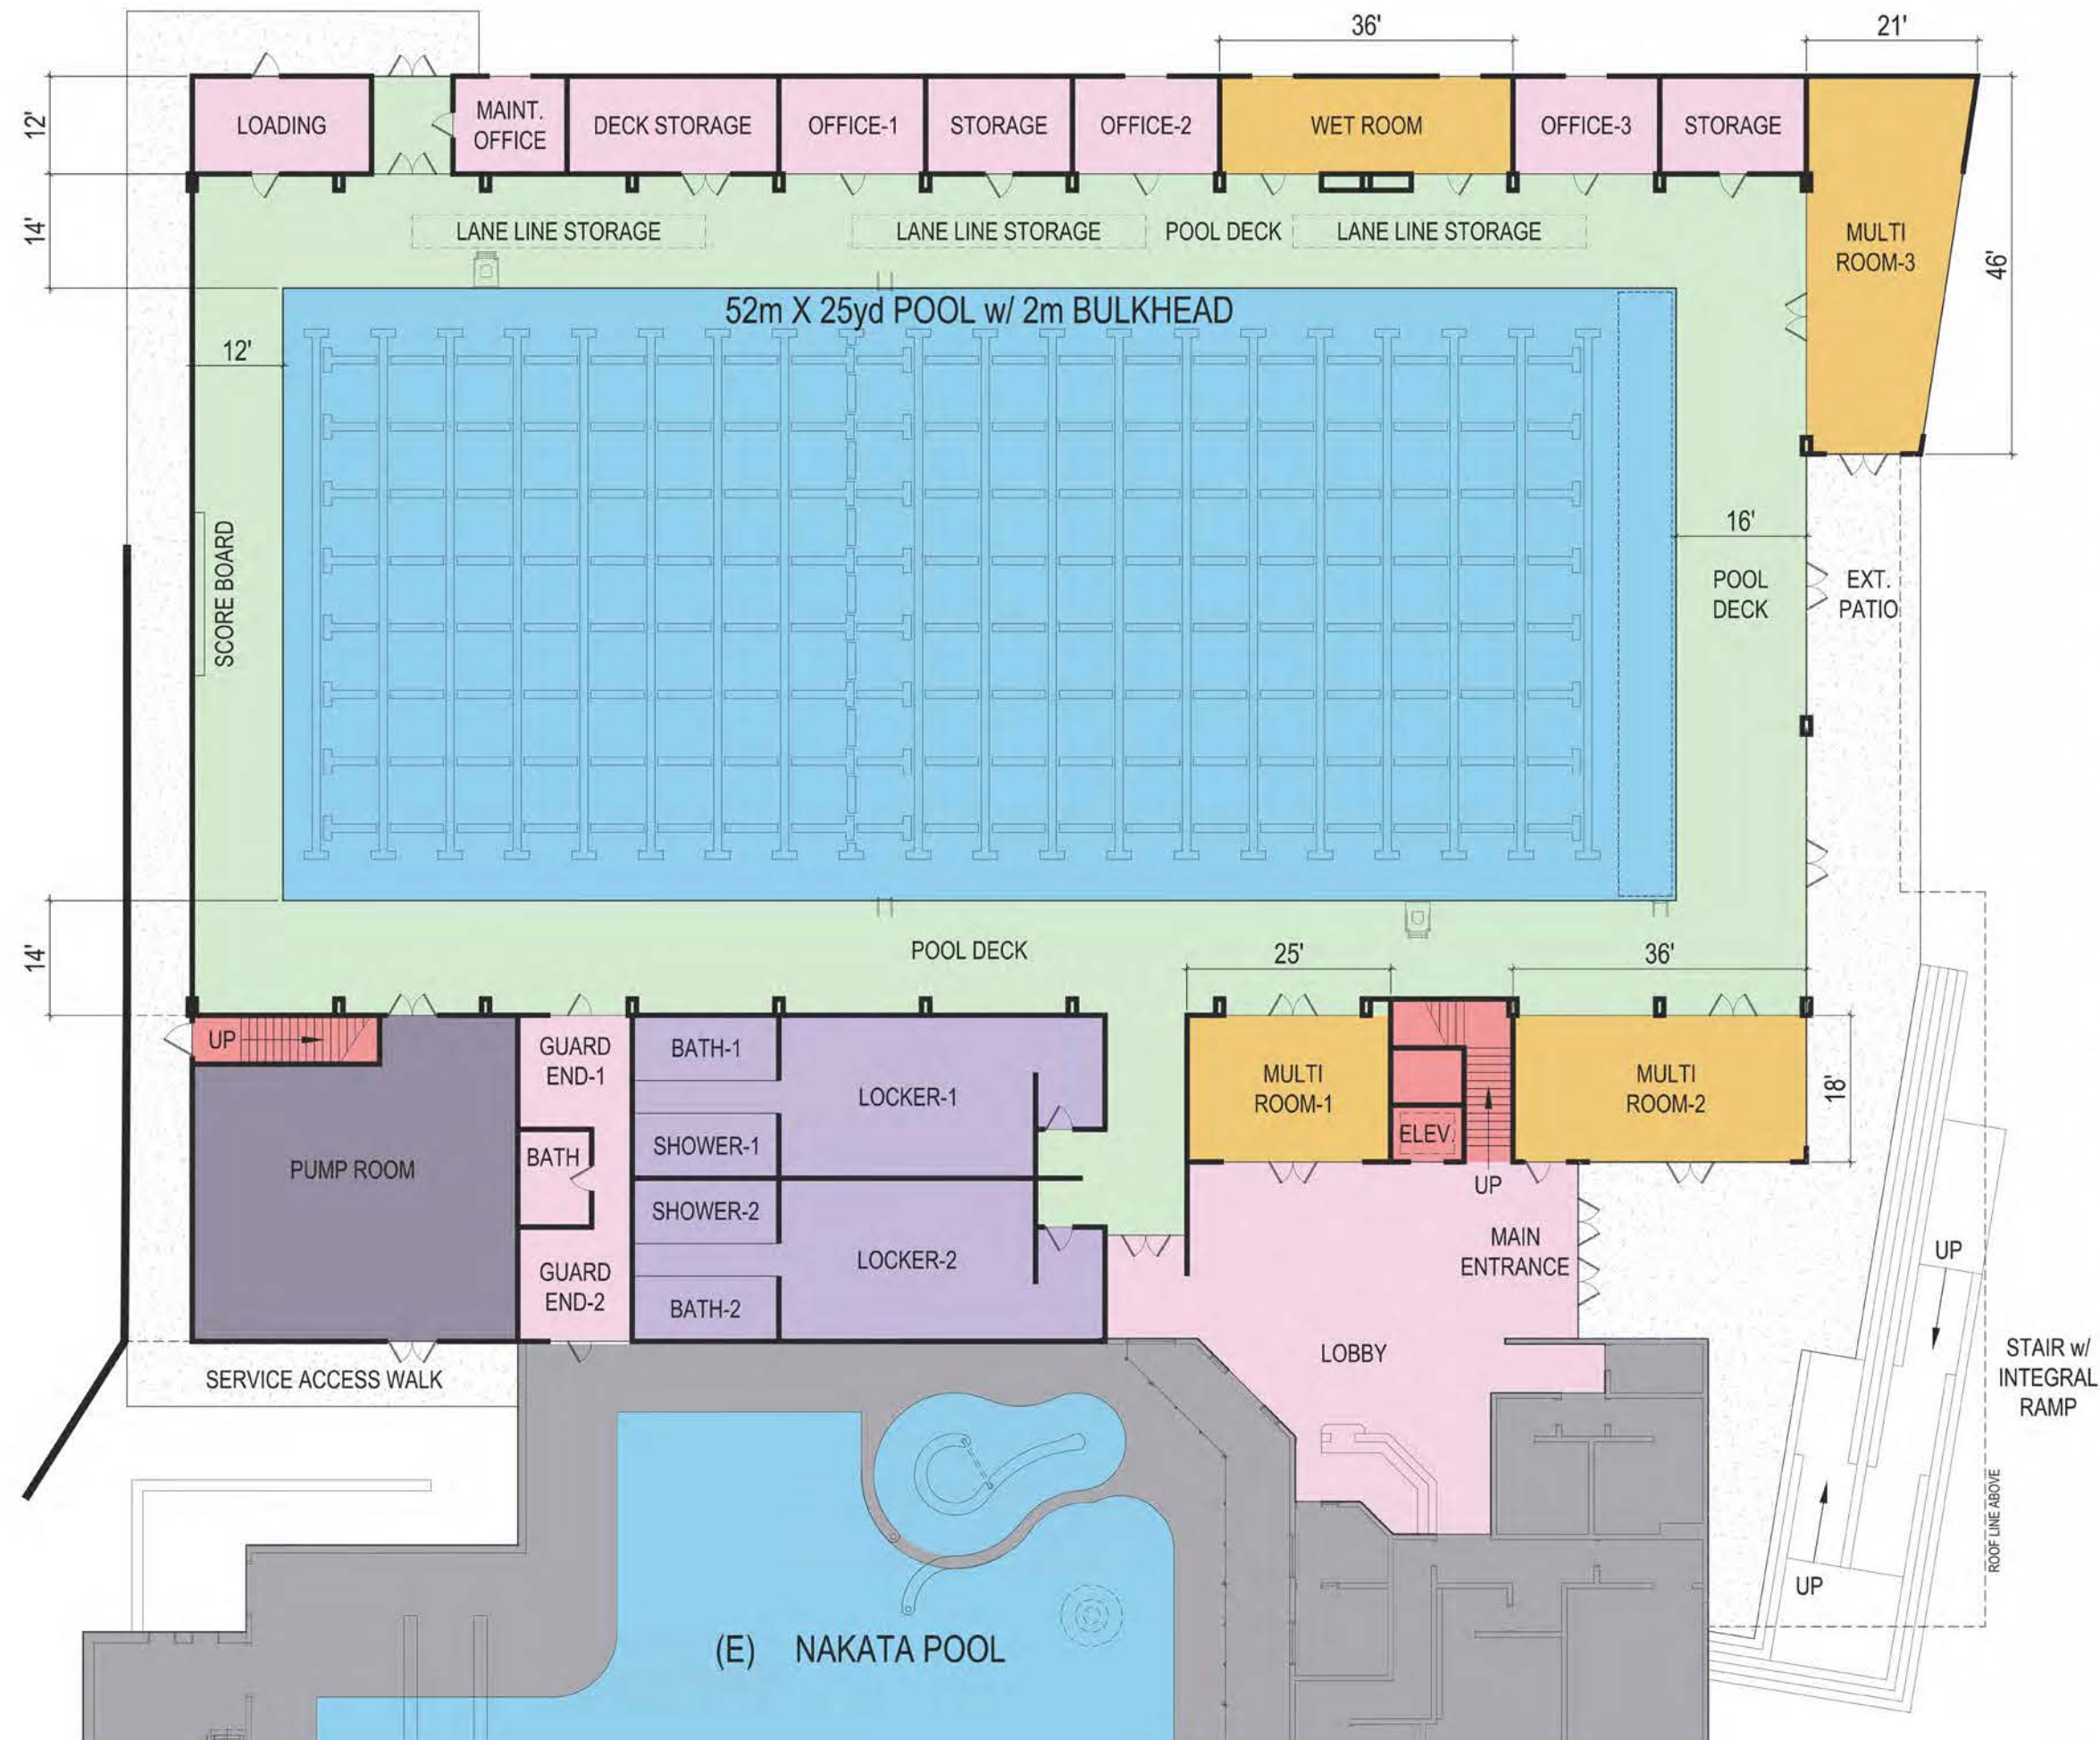 36'
21'
12'
LOADING
MAINT.
OFFICE
DECK STORAGE
OFFICE-1
STORAGE
OFFICE-2
WET ROOM
OFFICE-3
STORAGE
14'
LANE LINE STORAGE
LANE LINE STORAGE
POOL DECK
LANE LINE STORAGE
MULTI
ROOM-3
46'
52m X 25yd POOL w/ 2m BULKHEAD
12'
SCORE BOARD
16'
POOL
DECK
EXT.
PATIO
14'
POOL DECK
25'
36'
UP
GUARD
END-1
BATH-1
LOCKER-1
MULTI
ROOM-1
MULTI
ROOM-2
18'
ELEV.
SHOWER-1
BATH
PUMP ROOM
UP
SHOWER-2
MAIN
ENTRANCE
LOCKER-2
GUARD
END-2
BATH-2
UP
LOBBY
STAIR w/
INTEGRAL
RAMP
SERVICE ACCESS WALK
ROOF LINE ABOVE
UP
(E) NAKATA POOL